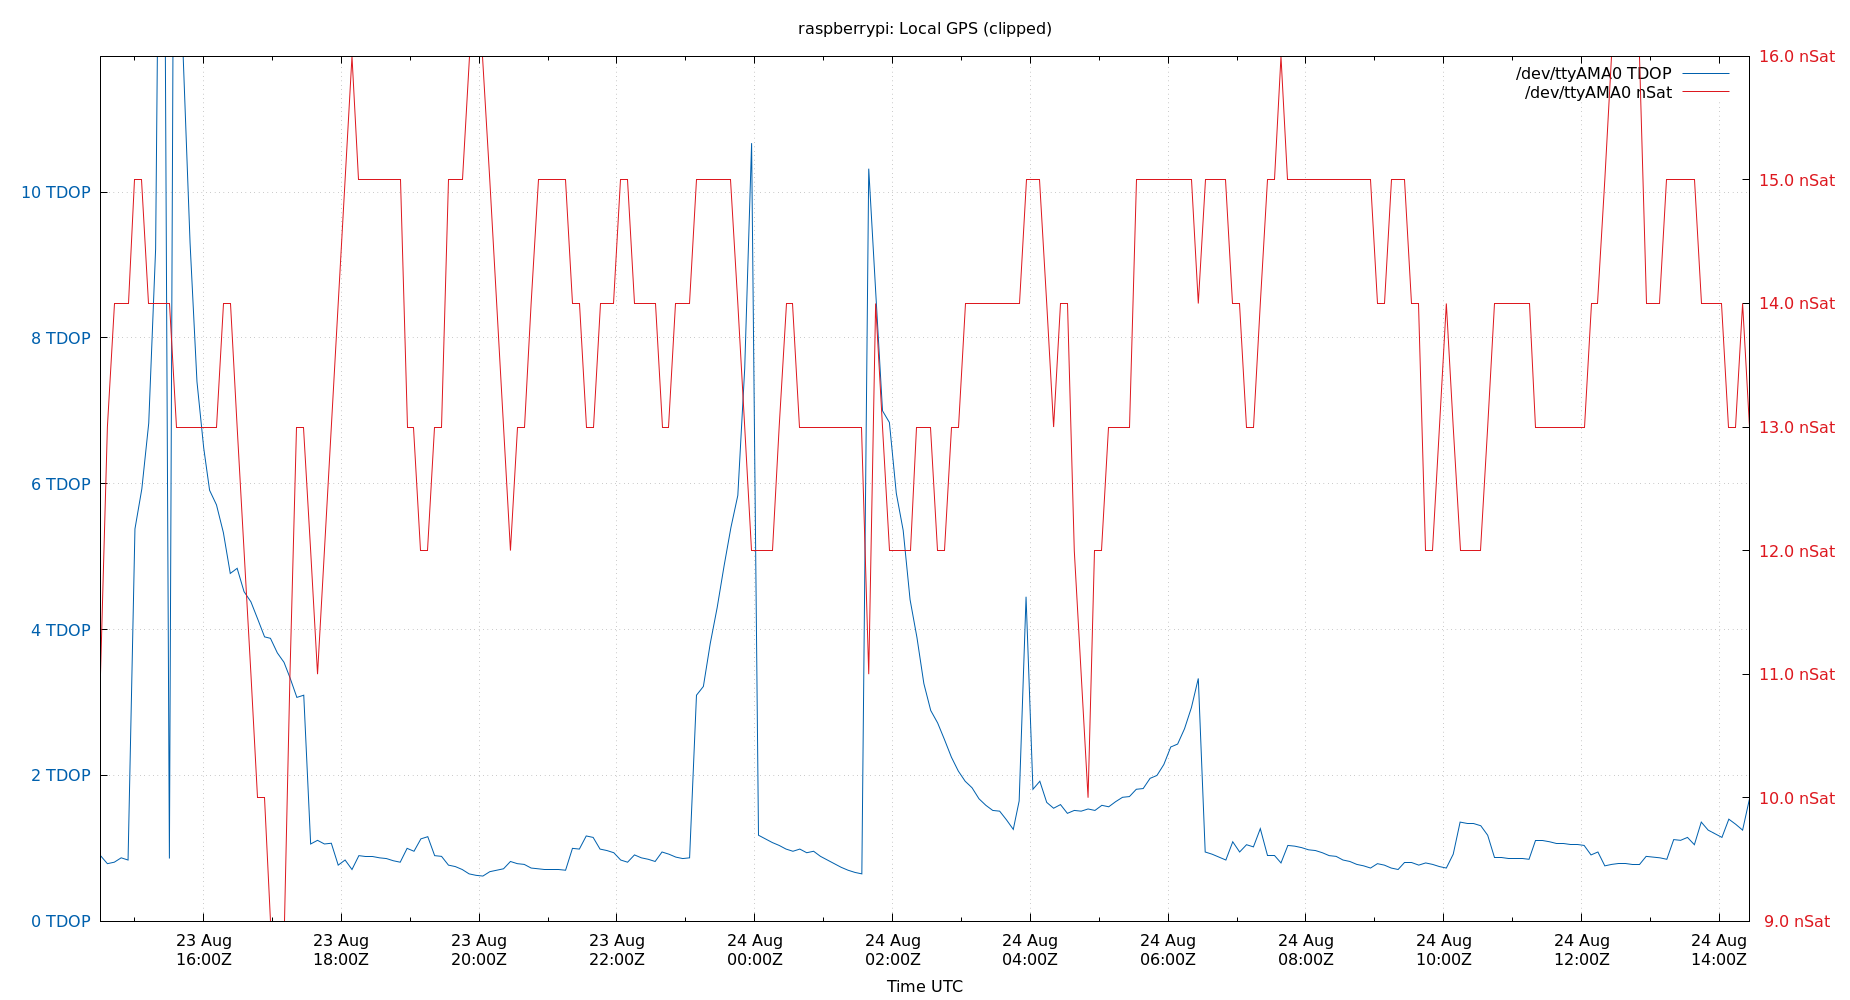 raspberrypi: Local GPS (clipped)
/dev/ttyAMA0 TDOP
/dev/ttyAMA0 nSat
10 TDOP
8 TDOP
6 TDOP
4 TDOP
2 TDOP
0 TDOP
16.0 nSat
15.0 nSat
14.0 nSat
13.0 nSat
12.0 nSat
11.0 nSat
10.0 nSat
9.0 nSat
23 Aug 23 Aug 23 Aug 23 Aug 24 Aug 24 Aug 24 Aug 24 Aug 24 Aug 24 Aug 24 Aug 24 Aug
16:00Z 18:00Z 20:00Z 22:00Z 00:00Z 02:00Z 04:00Z 06:00Z 08:00Z 10:00Z 12:00Z 14:00Z
Time UTC